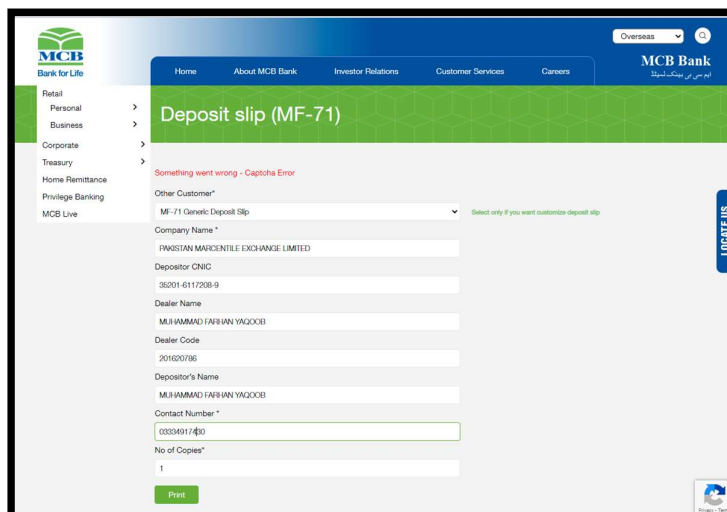 Overseas
MCB
Bank for Life
MCB Bank
ایم سی بی بینک لمیٹڈ
Home
About MCB Bank
Investor Relations
Customer Services
Careers
Retail
Personal
Business
Corporate
Treasury
Home Remittance
Privilege Banking
MCB Live
Deposit slip (MF-71)
Something went wrong - Captcha Error
Other Customer*
MF-71 Generic Deposit Slip
Select only if you want customize deposit slip
Company Name *
PAKISTAN MARCENTILE EXCHANGE LIMITED
Depositor CNIC
35201-6117208-9
Dealer Name
MUHAMMAD FARHAN YAQOOB
Dealer Code
201620786
Depositor's Name
MUHAMMAD FARHAN YAQOOB
Contact Number *
03334917430
No of Copies*
1
Print
LOCATE US